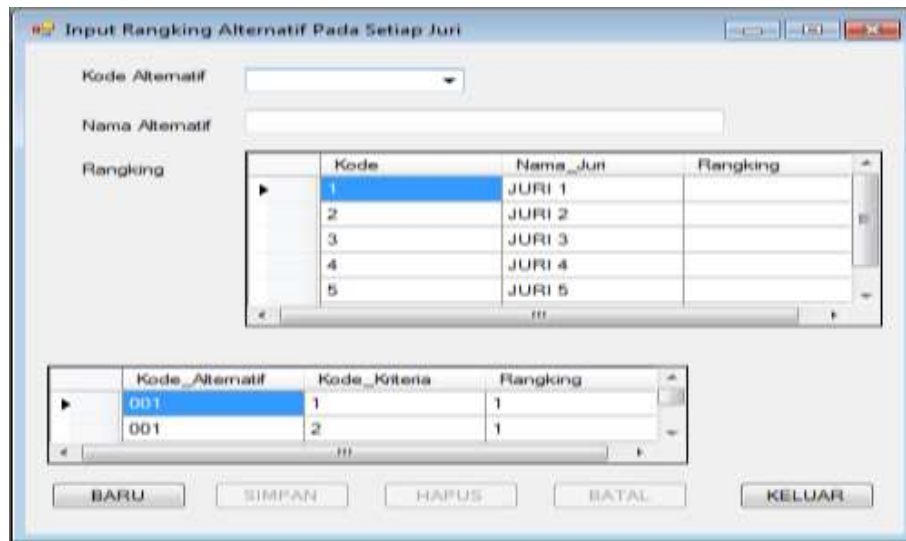 Input Rangking Alternatif Pada Setiap Juri
Kode Alternatif
Nama Alternatif
Rangking
Kode Nama_Juri Rangking
1 JURI 1
2 JURI 2
3 JURI 3
4 JURI 4
5 JURI 5
Kode_Alternatif Kode_Kriteria Rangking
001 1 1
001 2 1
BARU SIMPAN HAPUS BATAL KELUAR